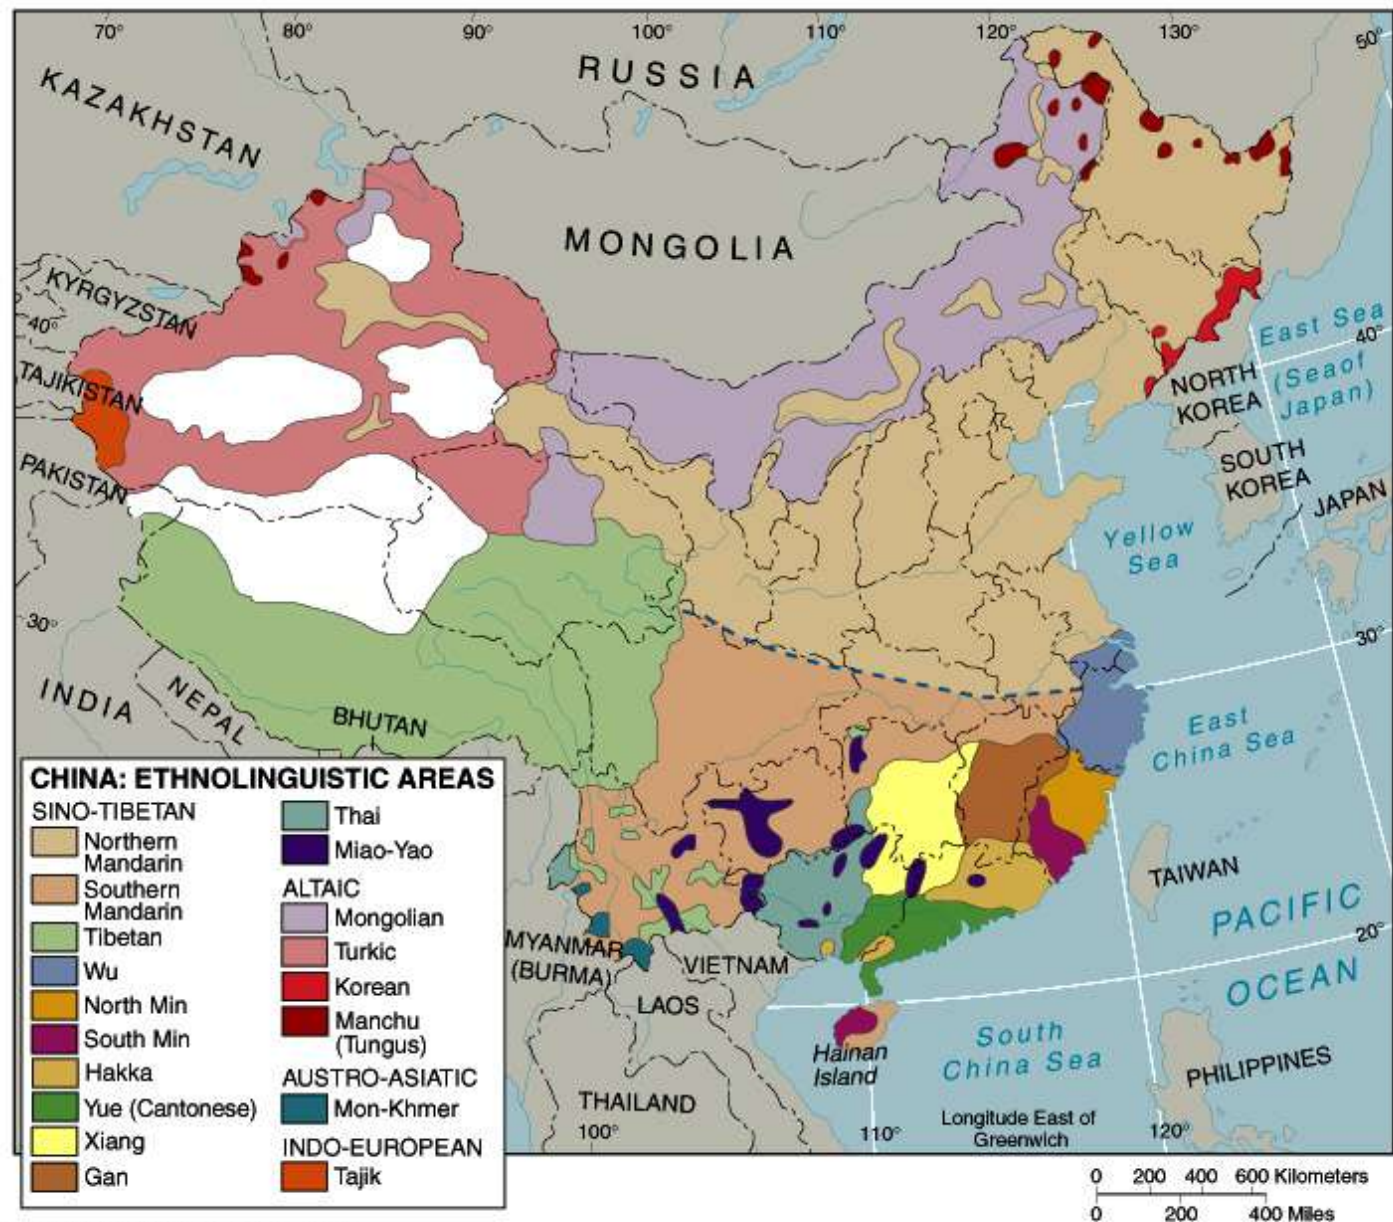 70°
80°
90°
100°
110°
120°
130°
50°
RUSSIA
KAZAKHSTAN
MONGOLIA
KYRGYZSTAN
40°
TAJIKISTAN
PAKISTAN
East Sea
40°
(Seaof
Japan)
NORTH
KOREA
SOUTH
KOREA
JAPAN
Yellow
Sea
30°
30°
INDIA
NEPAL
BHUTAN
East
China Sea
TAIWAN
PACIFIC
OCEAN
20°
MYANMAR
(BURMA)
VIETNAM
LAOS
THAILAND
Hainan
Island
South
China Sea
PHILIPPINES
100°
110°
Longitude East of
Greenwich
120°
CHINA: ETHNOLINGUISTIC AREAS
SINO-TIBETAN
Northern
Mandarin
Southern
Mandarin
Tibetan
Wu
North Min
South Min
Hakka
Yue (Cantonese)
Xiang
Gan
Thai
Miao-Yao
ALTAIC
Mongolian
Turkic
Korean
Manchu
(Tungus)
AUSTRO-ASIATIC
Mon-Khmer
INDO-EUROPEAN
Tajik
0 200 400 600 Kilometers
0 200 400 Miles